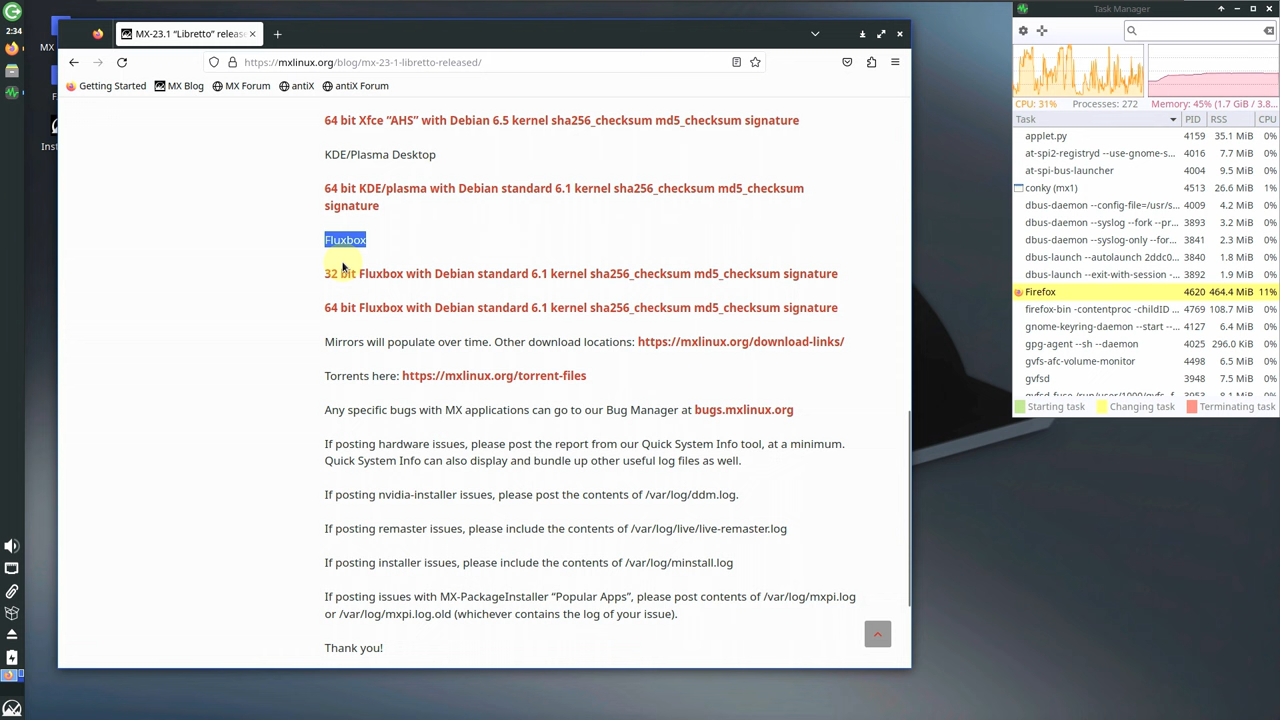 2:34
MX
F
Inst
MX-23.1 “Libretto” releas
https://mxlinux.org/blog/mx-23-1-libretto-released/
Getting Started
MX Blog
MX Forum
antiX
antiX Forum
64 bit Xfce “AHS” with Debian 6.5 kernel sha256_checksum md5_checksum signature
KDE/Plasma Desktop
64 bit KDE/plasma with Debian standard 6.1 kernel sha256_checksum md5_checksum
signature
Fluxbox
32 bit Fluxbox with Debian standard 6.1 kernel sha256_checksum md5_checksum signature
64 bit Fluxbox with Debian standard 6.1 kernel sha256_checksum md5_checksum signature
Mirrors will populate over time. Other download locations: https://mxlinux.org/download-links/
Torrents here: https://mxlinux.org/torrent-files
Any specific bugs with MX applications can go to our Bug Manager at bugs.mxlinux.org
If posting hardware issues, please post the report from our Quick System Info tool, at a minimum.
Quick System Info can also display and bundle up other useful log files as well.
If posting nvidia-installer issues, please post the contents of /var/log/ddm.log.
If posting remaster issues, please include the contents of /var/log/live/live-remaster.log
If posting installer issues, please include the contents of /var/log/minstall.log
If posting issues with MX-PackageInstaller “Popular Apps”, please post contents of /var/log/mxpi.log
or /var/log/mxpi.log.old (whichever contains the log of your issue).
Thank you!
Task Manager
CPU: 31% Processes: 272 Memory: 45% (1.7 GiB / 3.8...
Task PID RSS CPU
applet.py 4159 35.1 MiB 0%
at-spi2-registryd --use-gnome-s... 4016 7.7 MiB 0%
at-spi-bus-launcher 4004 9.5 MiB 0%
conky (mx1) 4513 26.6 MiB 1%
dbus-daemon --config-file=/usr/s... 4009 4.2 MiB 0%
dbus-daemon --syslog --fork --pr... 3893 3.2 MiB 0%
dbus-daemon --syslog-only --for... 3841 2.3 MiB 0%
dbus-launch --autolaunch 2ddc0... 3840 1.8 MiB 0%
dbus-launch --exit-with-session -... 3892 1.9 MiB 0%
Firefox 4620 464.4 MiB 11%
firefox-bin -contentproc -childID ... 4769 108.7 MiB 0%
gnome-keyring-daemon --start --... 4127 6.4 MiB 0%
gpg-agent --sh --daemon 4025 296.0 KiB 0%
gvfs-afc-volume-monitor 4498 6.5 MiB 0%
gvfsd 3948 7.5 MiB 0%
Starting task
Changing task
Terminating task